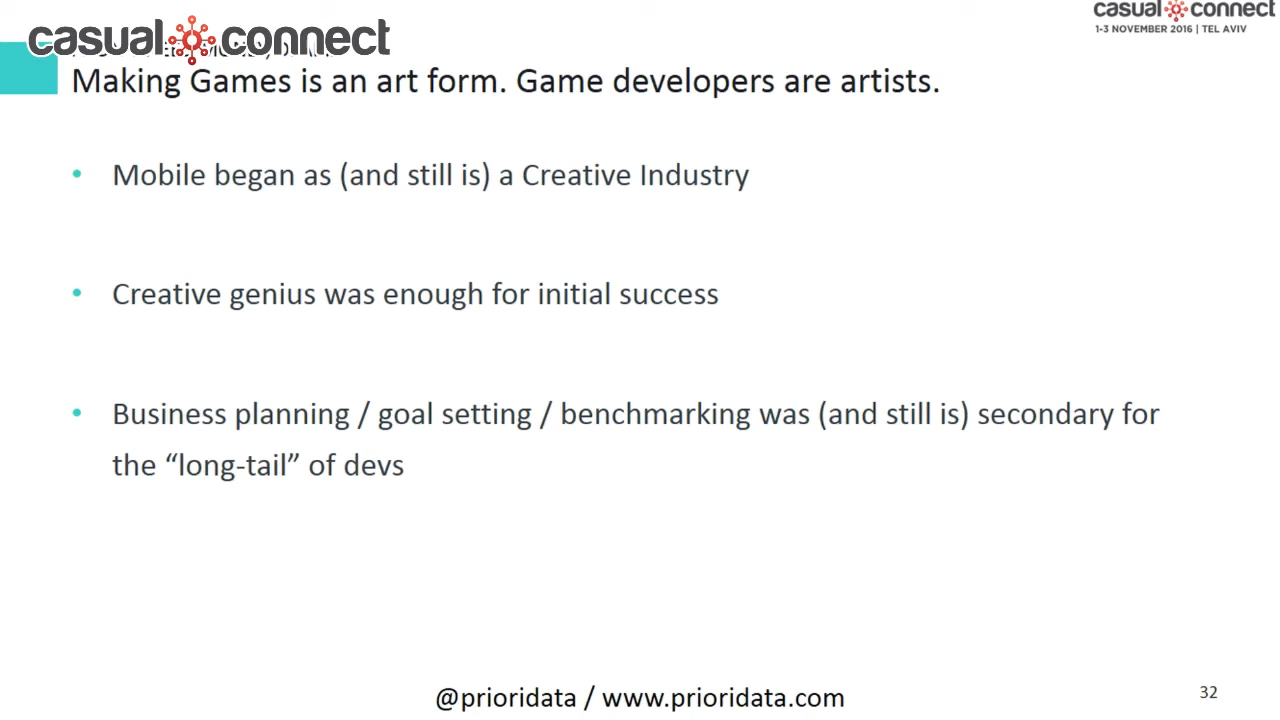 casual connect
casual connect
1-3 NOVEMBER 2016 | TEL AVIV
Making Games is an art form. Game developers are artists.
• Mobile began as (and still is) a Creative Industry
• Creative genius was enough for initial success
• Business planning / goal setting / benchmarking was (and still is) secondary for
the “long-tail” of devs
@prioridata / www.prioridata.com
32